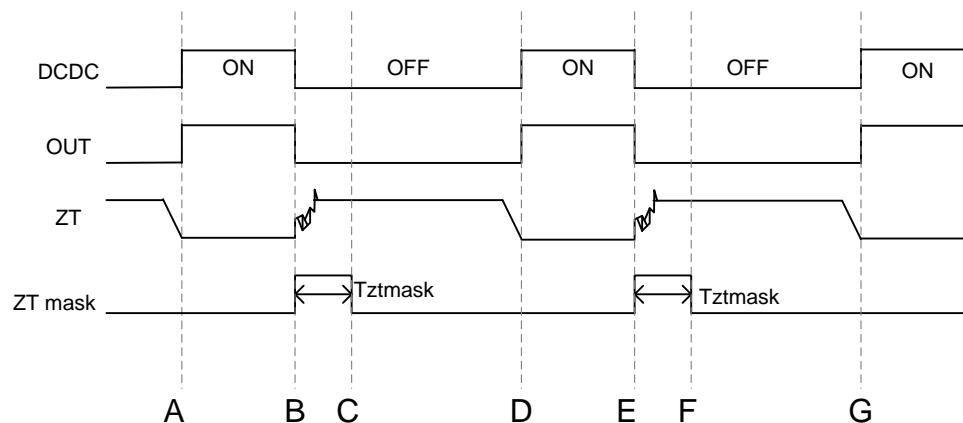 DCDC ON OFF ON OFF ON
OUT
ZT
ZT mask Tztmask Tztmask
A B C D E F G